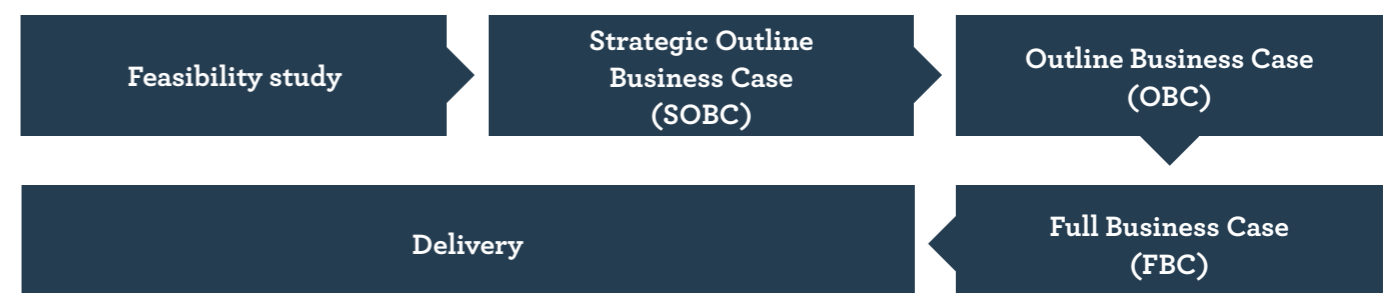 Feasibility study
Strategic Outline
Business Case
(SOBC)
Outline Business Case
(OBC)
Full Business Case
(FBC)
Delivery